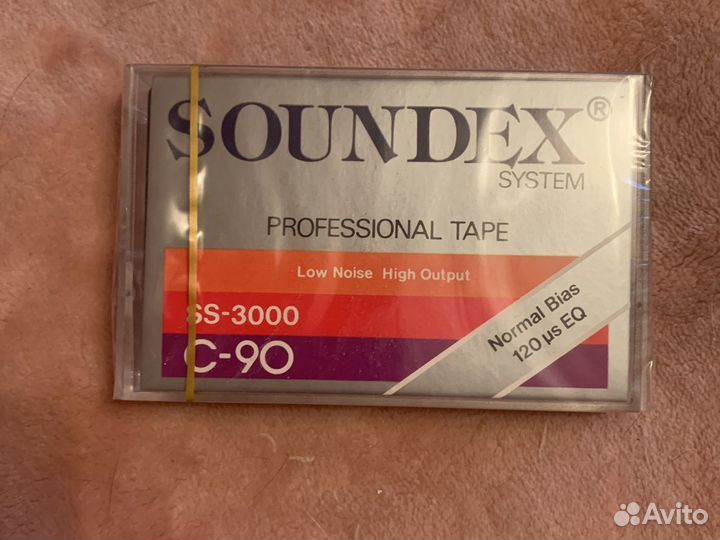 SOUNDEX®
SYSTEM
PROFESSIONAL TAPE
Low Noise High Output
SS-3000
C-90
Normal Bias
120 µs EQ
Avito